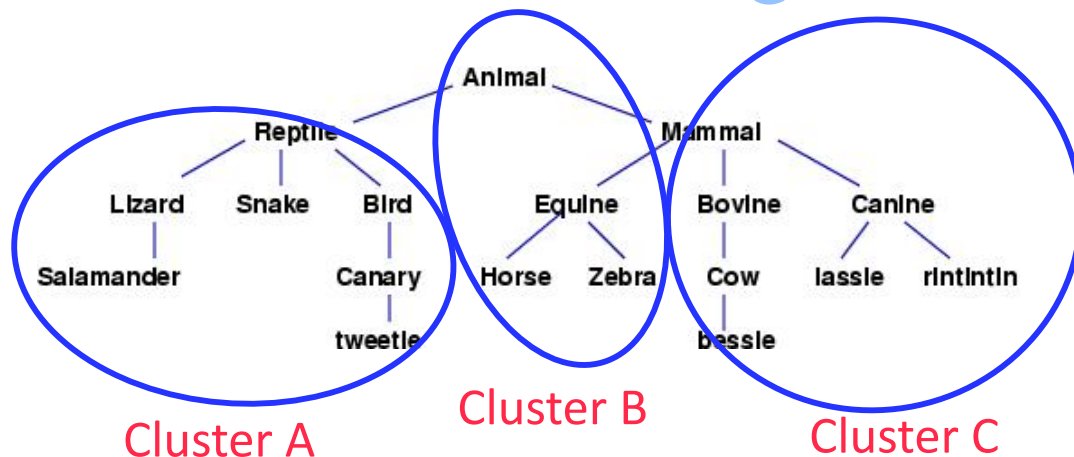 Animal
Reptile Mammal
Lizard Snake Bird Equine Bovine Canine
Salamander Canary Horse Zebra Cow lassie rintintin
tweetie bessie
Cluster A Cluster B Cluster C